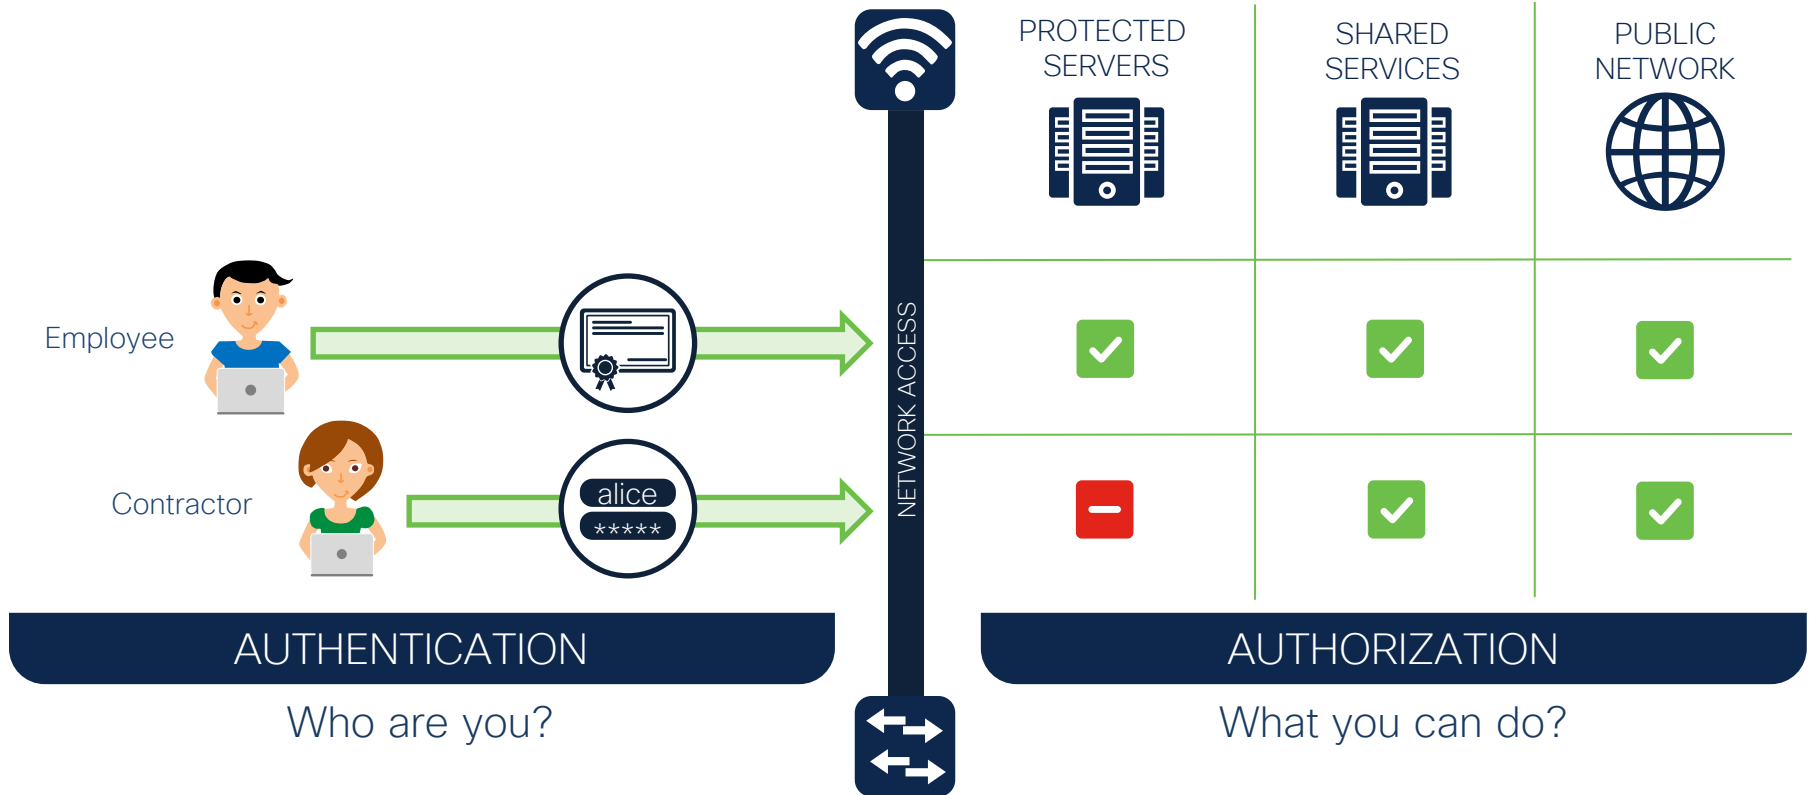 PROTECTED
SERVERS
SHARED
SERVICES
PUBLIC
NETWORK
Employee
Contractor
alice
*****
NETWORK ACCESS
AUTHENTICATION
Who are you?
AUTHORIZATION
What you can do?